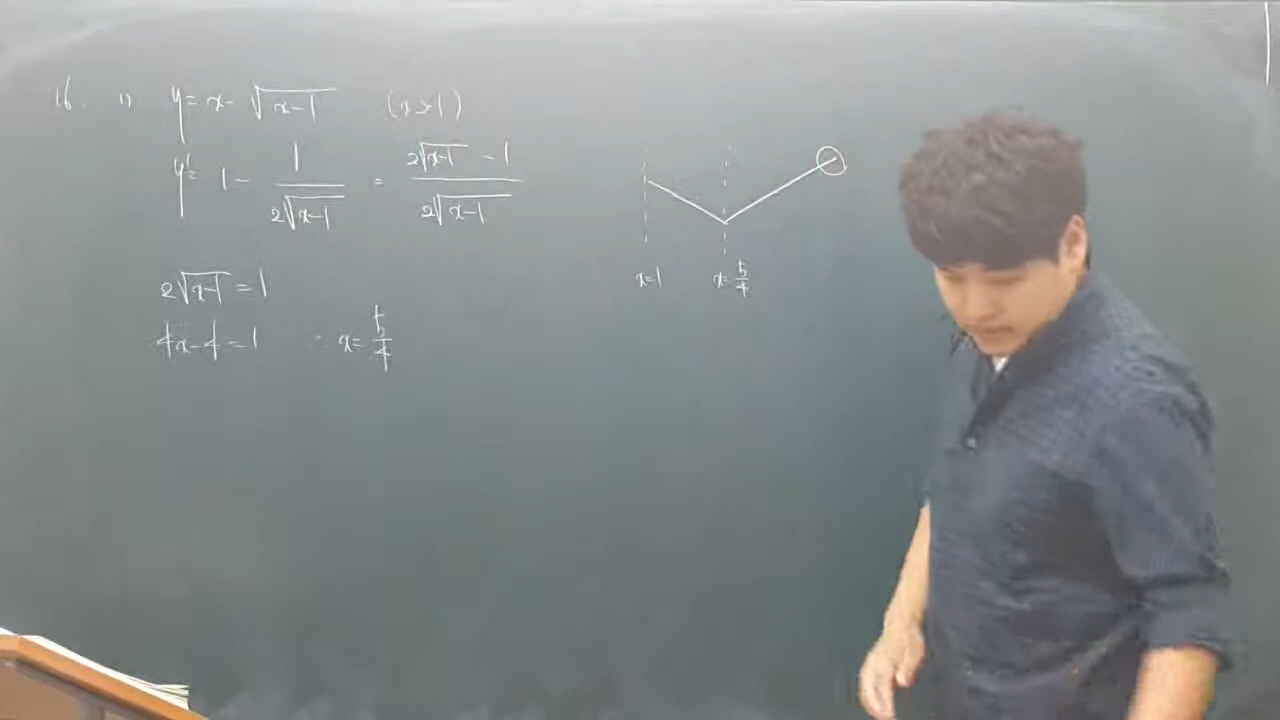 16. 1) y = x - √(x-1) (x>1)
y' = 1 - 1/(2√(x-1)) = (2√(x-1) - 1)/(2√(x-1))
2√(x-1) = 1
4x-4=1 ∴ x= 5/4
x=1 x= 5/4